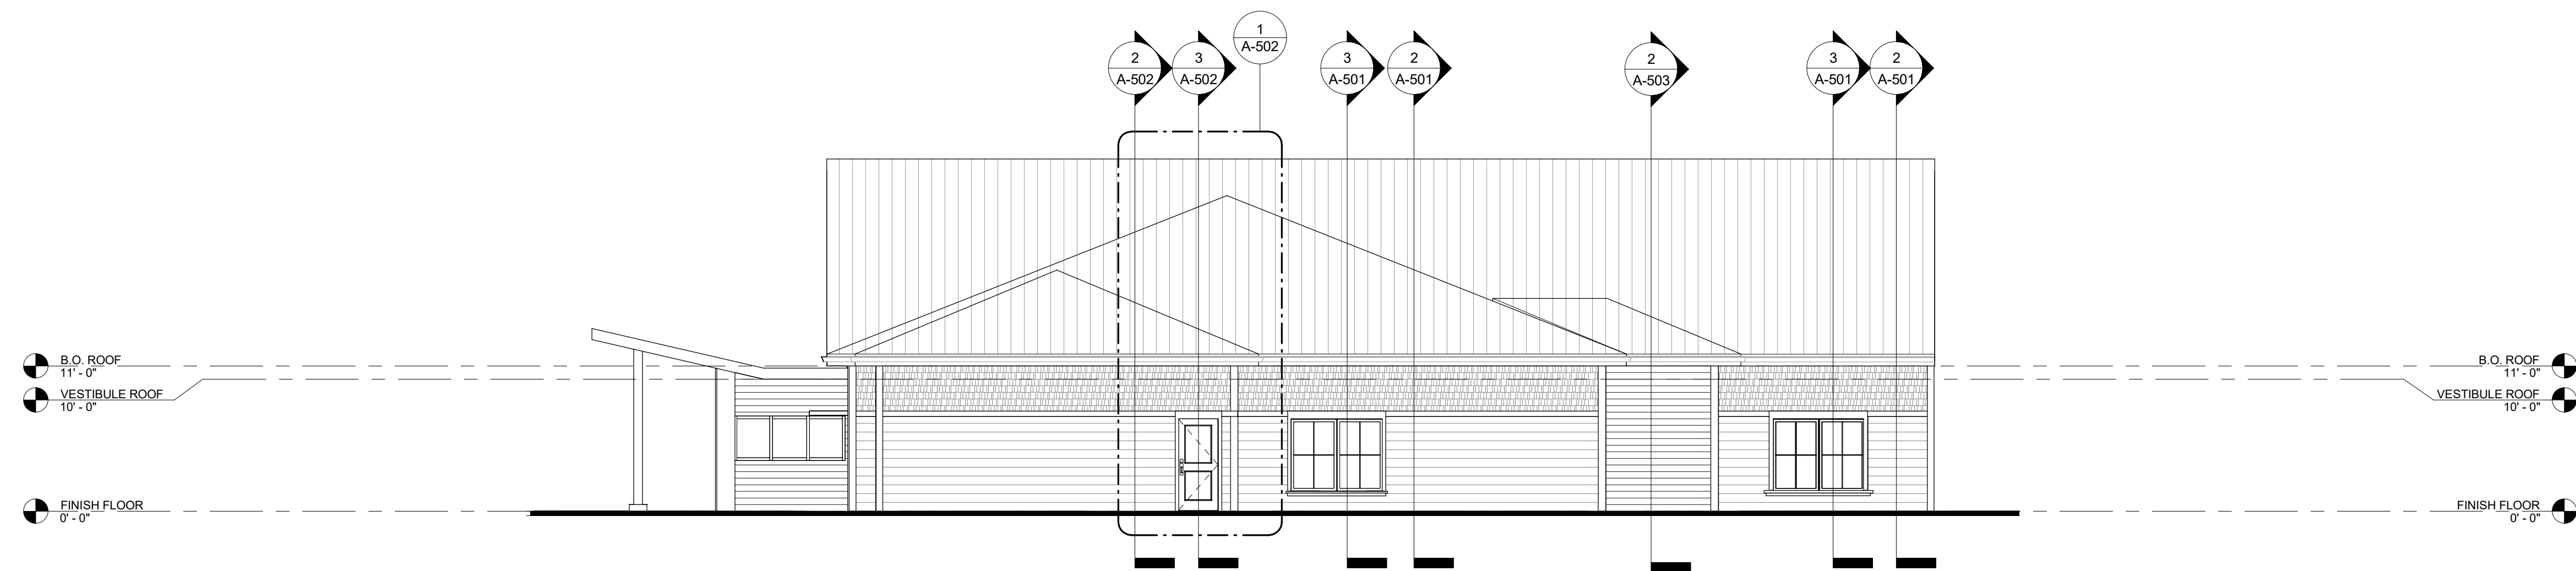 1
A-502
2
A-502
3
A-502
3
A-501
2
A-501
2
A-503
3
A-501
2
A-501
B.O. ROOF
11' - 0"
VESTIBULE ROOF
10' - 0"
FINISH FLOOR
0' - 0"
B.O. ROOF
11' - 0"
VESTIBULE ROOF
10' - 0"
FINISH FLOOR
0' - 0"